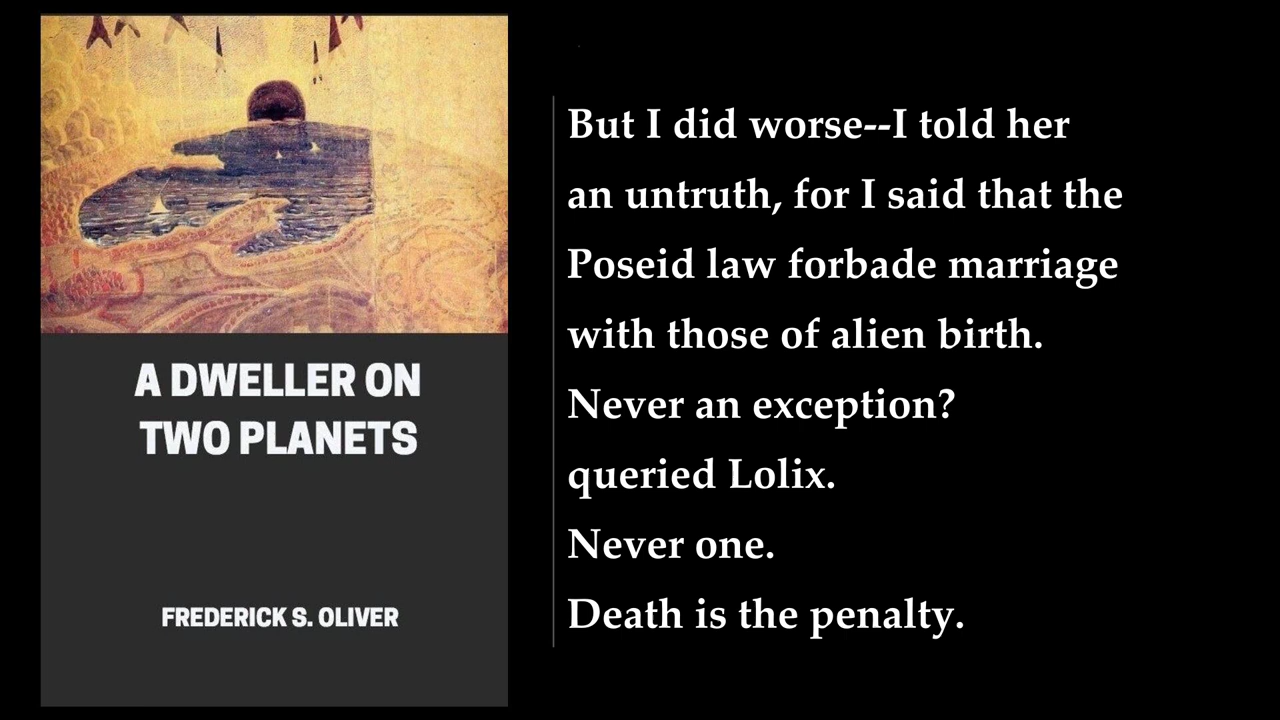 A DWELLER ON
TWO PLANETS
FREDERICK S. OLIVER
But I did worse--I told her
an untruth, for I said that the
Poseid law forbade marriage
with those of alien birth.
Never an exception?
queried Lolix.
Never one.
Death is the penalty.